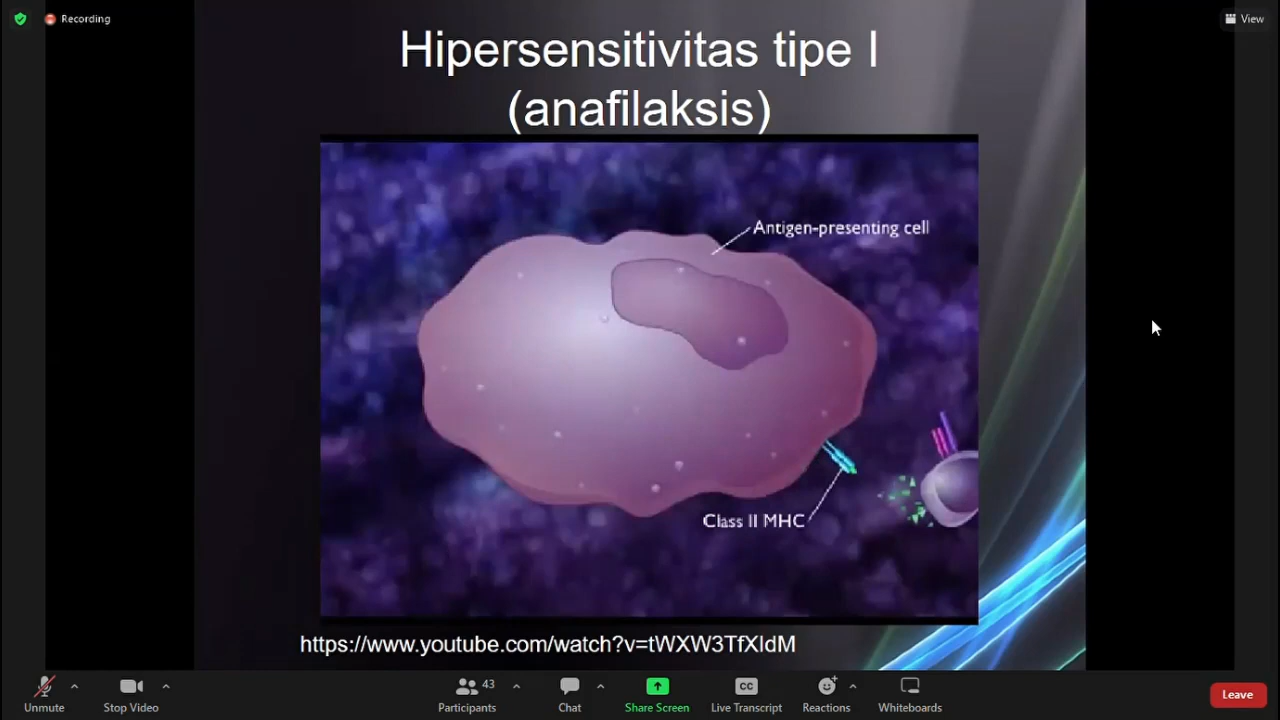 Recording
View
Hipersensitivitas tipe I
(anafilaksis)
Antigen-presenting cell
Class II MHC
https://www.youtube.com/watch?v=tWXW3TfXldM
43
CC
Unmute
Stop Video
Participants
Chat
Share Screen
Live Transcript
Reactions
Whiteboards
Leave